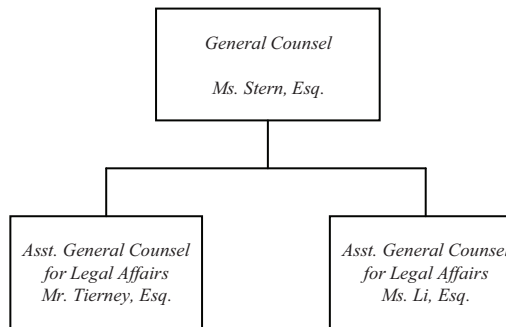 General Counsel
Ms. Stern, Esq.
Asst. General Counsel
for Legal Affairs
Mr. Tierney, Esq.
Asst. General Counsel
for Legal Affairs
Ms. Li, Esq.